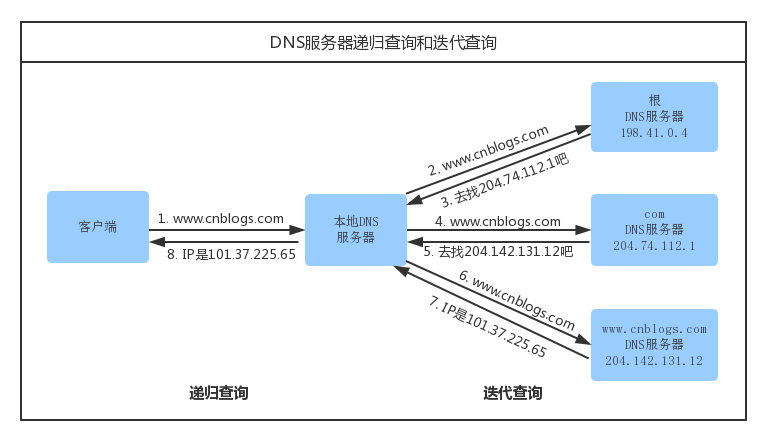 DNS服务器递归查询和迭代查询
根
DNS服务器
198.41.0.4
2. www.cnblogs.com
3. 去找204.74.112.1吧
客户端
1. www.cnblogs.com
8. IP是101.37.225.65
本地DNS
服务器
4. www.cnblogs.com
5. 去找204.142.131.12吧
com
DNS服务器
204.74.112.1
6. www.cnblogs.com
7. IP是101.37.225.65
www.cnblogs.com
DNS服务器
204.142.131.12
递归查询
迭代查询